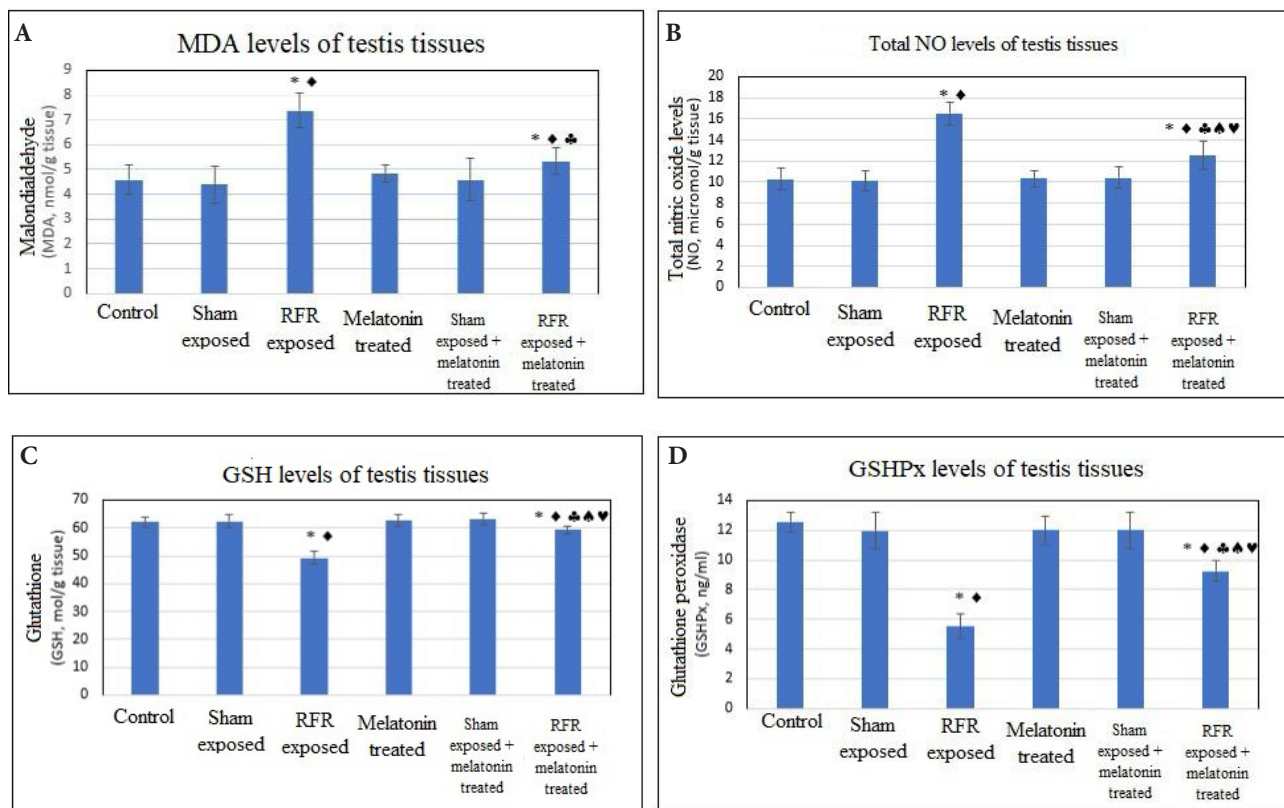 A
MDA levels of testis tissues
Malondialdehyde
(MDA, nmol/g tissue)
9
8
7
6
5
4
3
2
1
0
* ♦
* ♦ ♣
Control
Sham
exposed
RFR
exposed
Melatonin
treated
Sham
exposed +
melatonin
treated
RFR
exposed +
melatonin
treated
B
Total NO levels of testis tissues
Total nitric oxide levels
(NO, micromol/g tissue)
20
18
16
14
12
10
8
6
4
2
0
* ♦
* ♦ ♣♠♥
Control
Sham
exposed
RFR
exposed
Melatonin
treated
Sham
exposed +
melatonin
treated
RFR
exposed +
melatonin
treated
C
GSH levels of testis tissues
Glutathione
(GSH, mol/g tissue)
70
60
50
40
30
20
10
0
* ♦
* ♦ ♣♠♥
Control
Sham
exposed
RFR
exposed
Melatonin
treated
Sham
exposed +
melatonin
treated
RFR
exposed +
melatonin
treated
D
GSHPx levels of testis tissues
Glutathione peroxidase
(GSHPx, ng/ml)
14
12
10
8
6
4
2
0
* ♦
* ♦ ♣♠♥
Control
Sham
exposed
RFR
exposed
Melatonin
treated
Sham
exposed +
melatonin
treated
RFR
exposed +
melatonin
treated